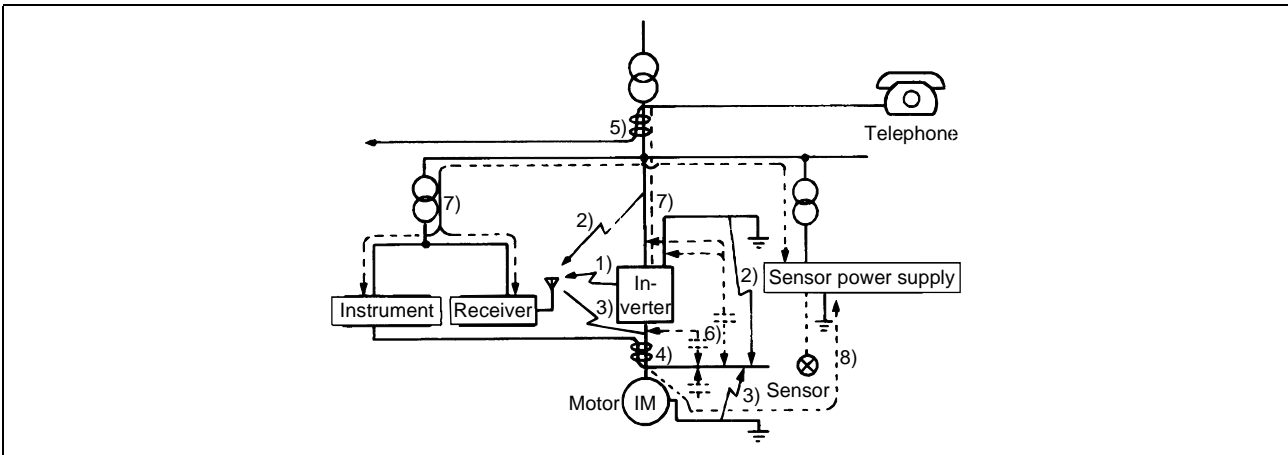 Telephone
5)
7)
7)
2)
1)
2)
In-
verter
Sensor power supply
Instrument
Receiver
3)
6)
4)
8)
Sensor
3)
Motor
IM